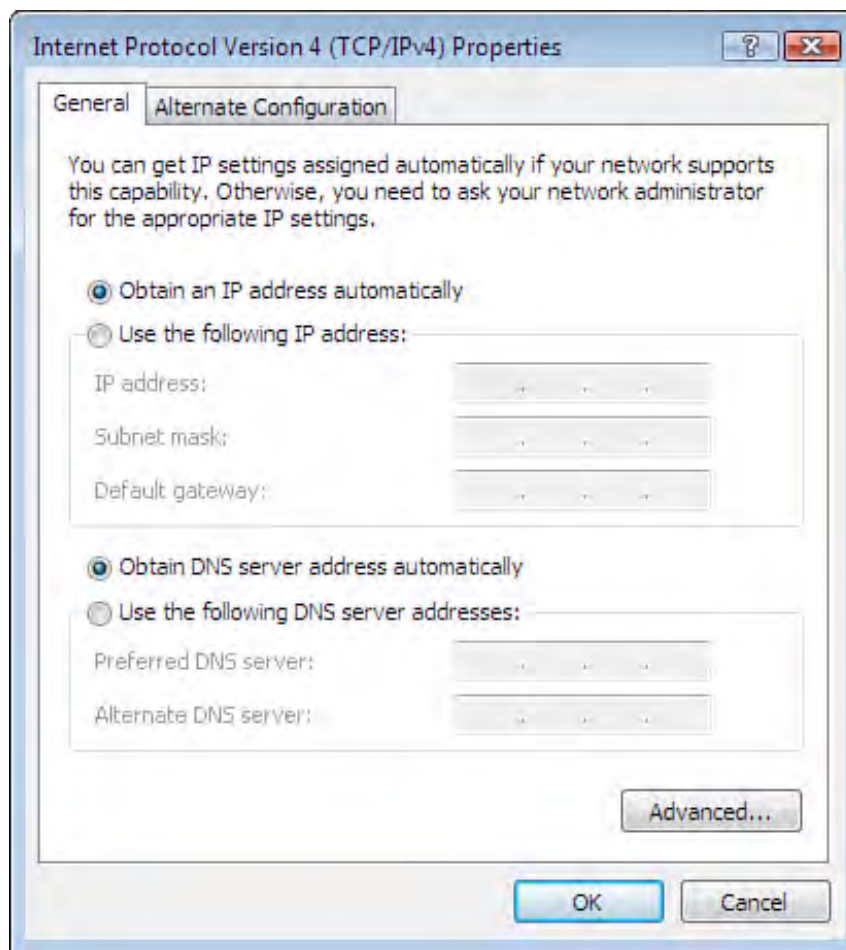 Internet Protocol Version 4 (TCP/IPv4) Properties
General
Alternate Configuration
You can get IP settings assigned automatically if your network supports
this capability. Otherwise, you need to ask your network administrator
for the appropriate IP settings.
Obtain an IP address automatically
Use the following IP address:
IP address:
Subnet mask:
Default gateway:
Obtain DNS server address automatically
Use the following DNS server addresses:
Preferred DNS server:
Alternate DNS server:
Advanced...
OK
Cancel